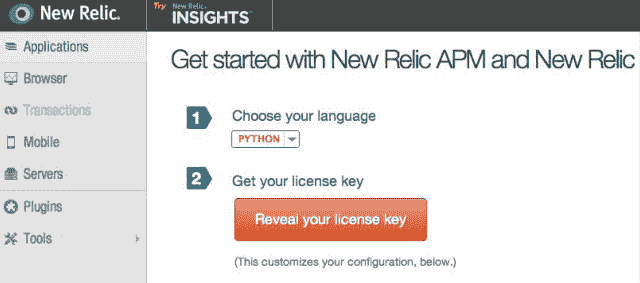 New Relic.
Try New Relic.
INSIGHTS™
Applications
Browser
Transactions
Mobile
Servers
Plugins
Tools
Get started with New Relic APM and New Relic
1 Choose your language
PYTHON
2 Get your license key
Reveal your license key
(This customizes your configuration, below.)